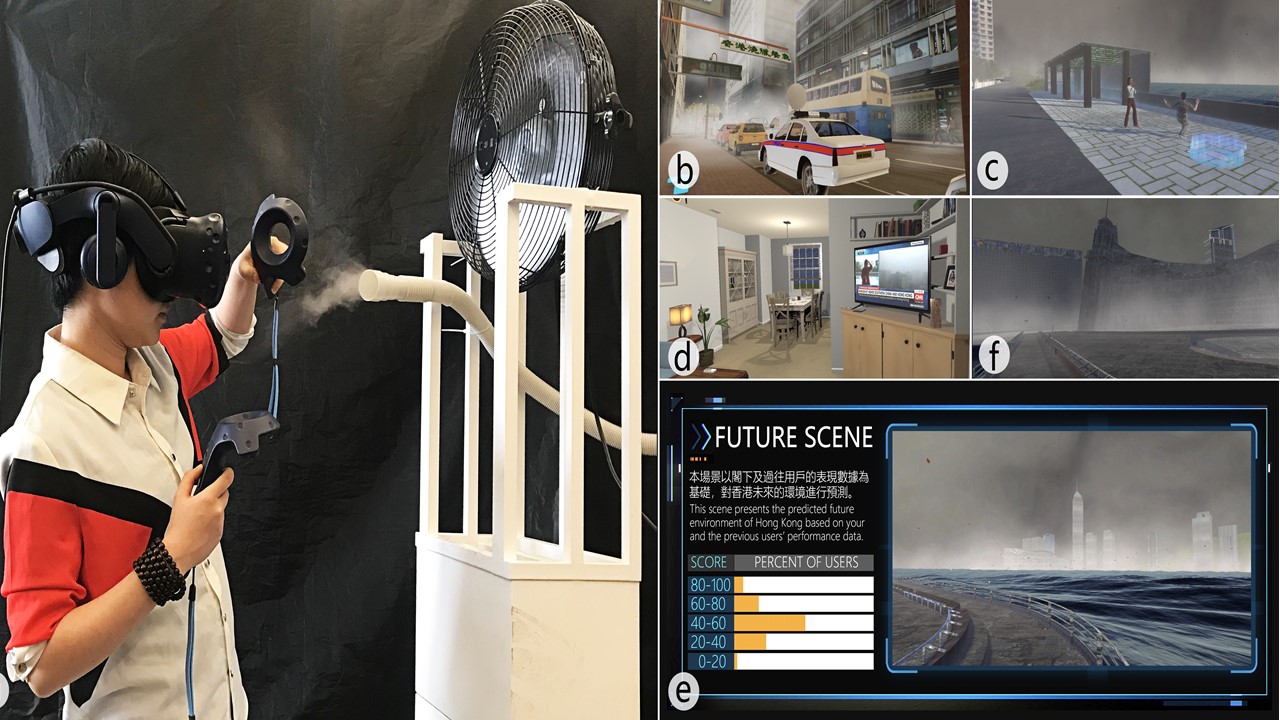 b
c
d
CNN
f
FUTURE SCENE
本場景以閣下及過往用戶的表現數據為
基礎，對香港未來的環境進行預測。
This scene presents the predicted future
environment of Hong Kong based on your
and the previous users' performance data.
SCORE PERCENT OF USERS
80-100
60-80
40-60
20-40
0-20
e